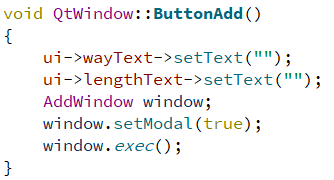 void QtWindow::ButtonAdd()
{
    ui->wayText->setText("");
    ui->lengthText->setText("");
    AddWindow window;
    window.setModal(true);
    window.exec();
}